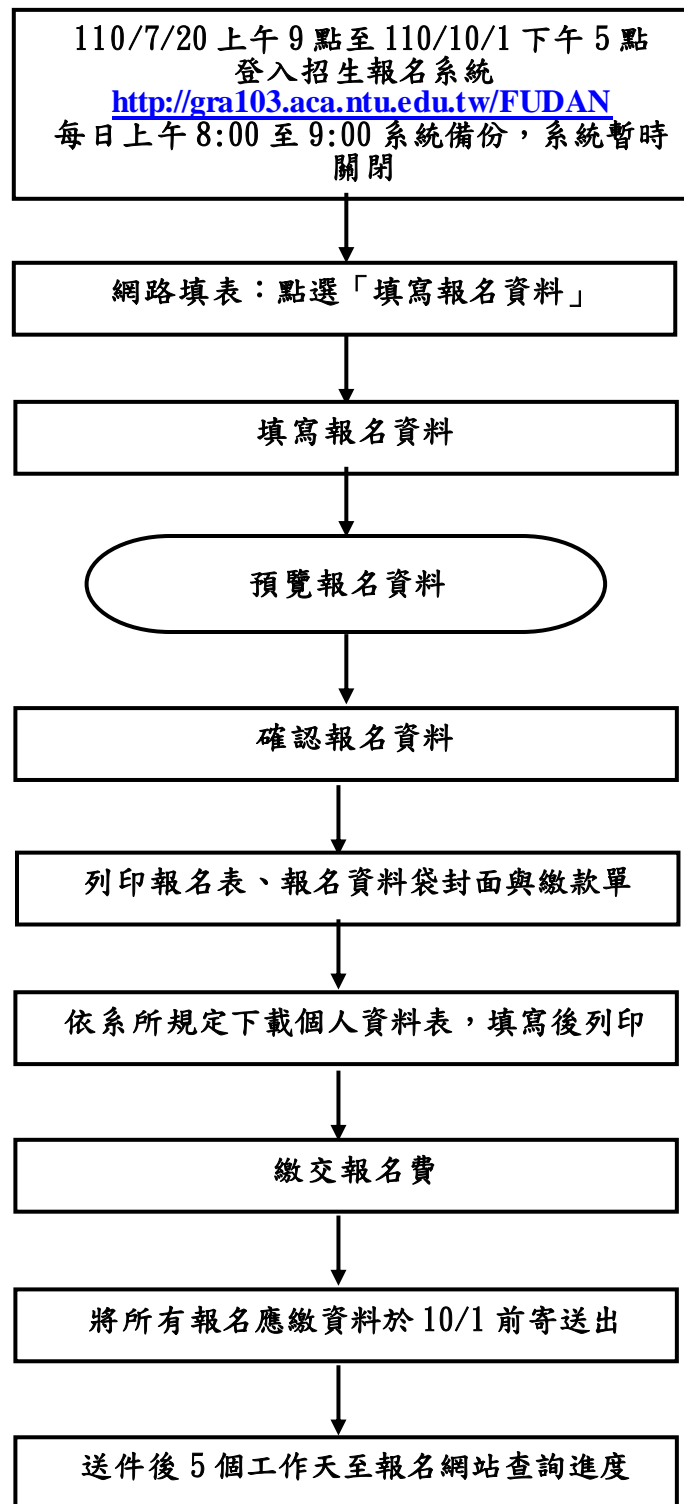 110/7/20 上午 9 點至 110/10/1 下午 5 點
登入招生報名系統
http://gra103.aca.ntu.edu.tw/FUDAN
每日上午 8:00 至 9:00 系統備份，系統暫時
關閉
網路填表：點選「填寫報名資料」
填寫報名資料
預覽報名資料
確認報名資料
列印報名表、報名資料袋封面與繳款單
依系所規定下載個人資料表，填寫後列印
繳交報名費
將所有報名應繳資料於 10/1 前寄送出
送件後 5 個工作天至報名網站查詢進度